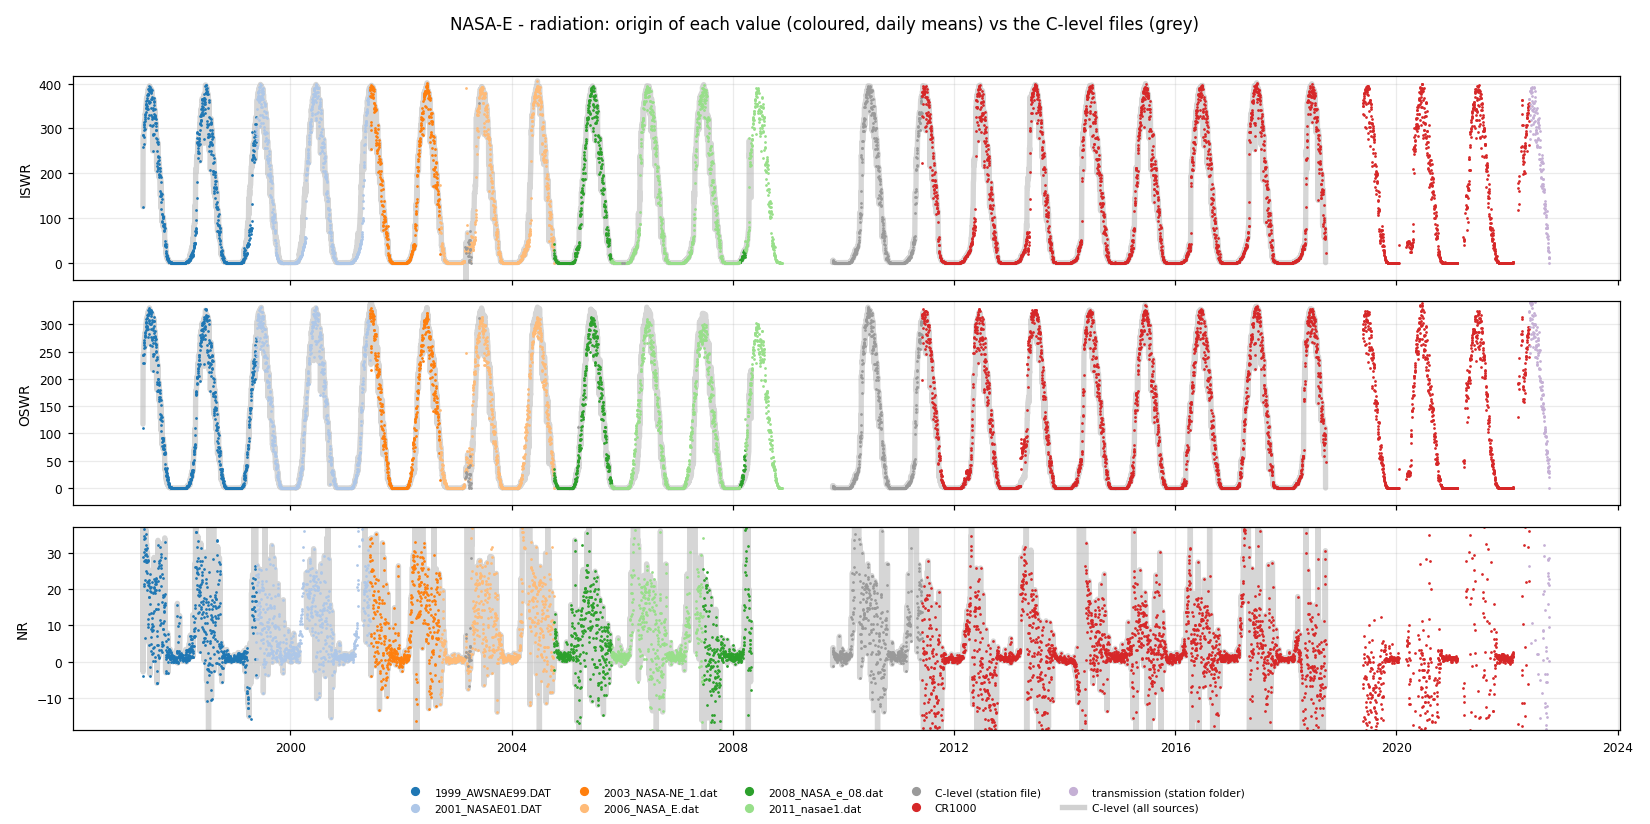 NASA-E - radiation: origin of each value (coloured, daily means) vs the C-level files (grey)
400
300
200
100
0
ISWR
300
250
200
150
100
50
0
OSWR
30
20
10
0
−10
NR
2000
2004
2008
2012
2016
2020
2024
1999_AWSNAE99.DAT
2001_NASAE01.DAT
2003_NASA-NE_1.dat
2006_NASA_E.dat
2008_NASA_e_08.dat
2011_nasae1.dat
C-level (station file)
CR1000
transmission (station folder)
C-level (all sources)